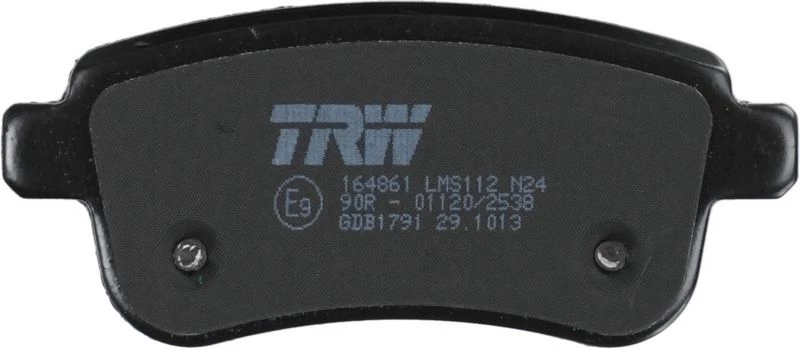 TRW
164861 LMS112 N24
E9 90R - 01120/2538
GDB1791 29.1013